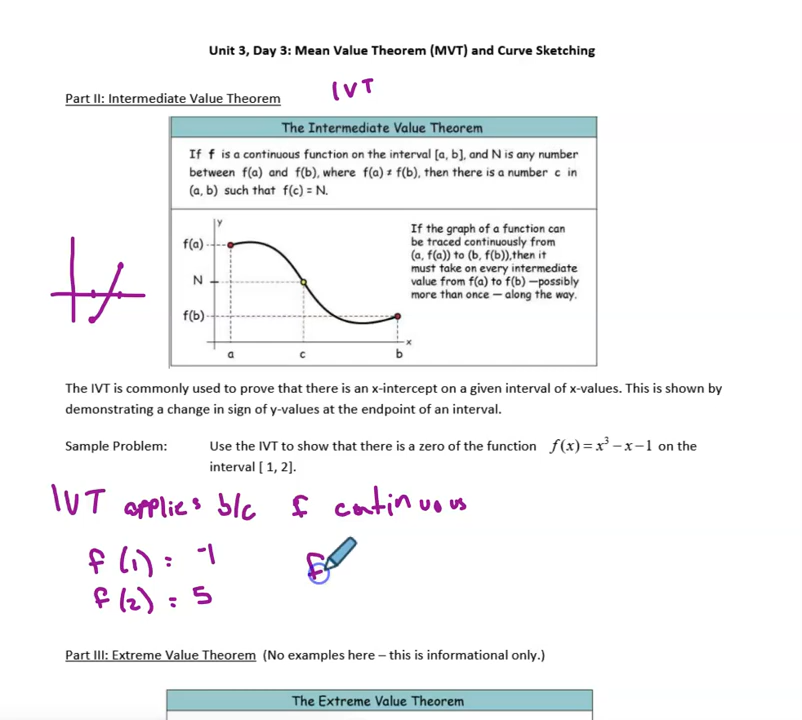 Unit 3, Day 3: Mean Value Theorem (MVT) and Curve Sketching
IVT
Part II: Intermediate Value Theorem
The Intermediate Value Theorem
If f is a continuous function on the interval [a, b], and N is any number
between f(a) and f(b), where f(a) ≠ f(b), then there is a number c in
(a, b) such that f(c) = N.
y
f(a)
N
f(b)
x
a c b
If the graph of a function can
be traced continuously from
(a, f(a)) to (b, f(b)),then it
must take on every intermediate
value from f(a) to f(b) —possibly
more than once — along the way.
The IVT is commonly used to prove that there is an x-intercept on a given interval of x-values. This is shown by
demonstrating a change in sign of y-values at the endpoint of an interval.
Sample Problem: Use the IVT to show that there is a zero of the function f(x) = x³ − x − 1 on the
interval [ 1, 2].
IVT applies b/c f continuous
f (1) = -1 f
f (2) = 5
Part III: Extreme Value Theorem (No examples here – this is informational only.)
The Extreme Value Theorem